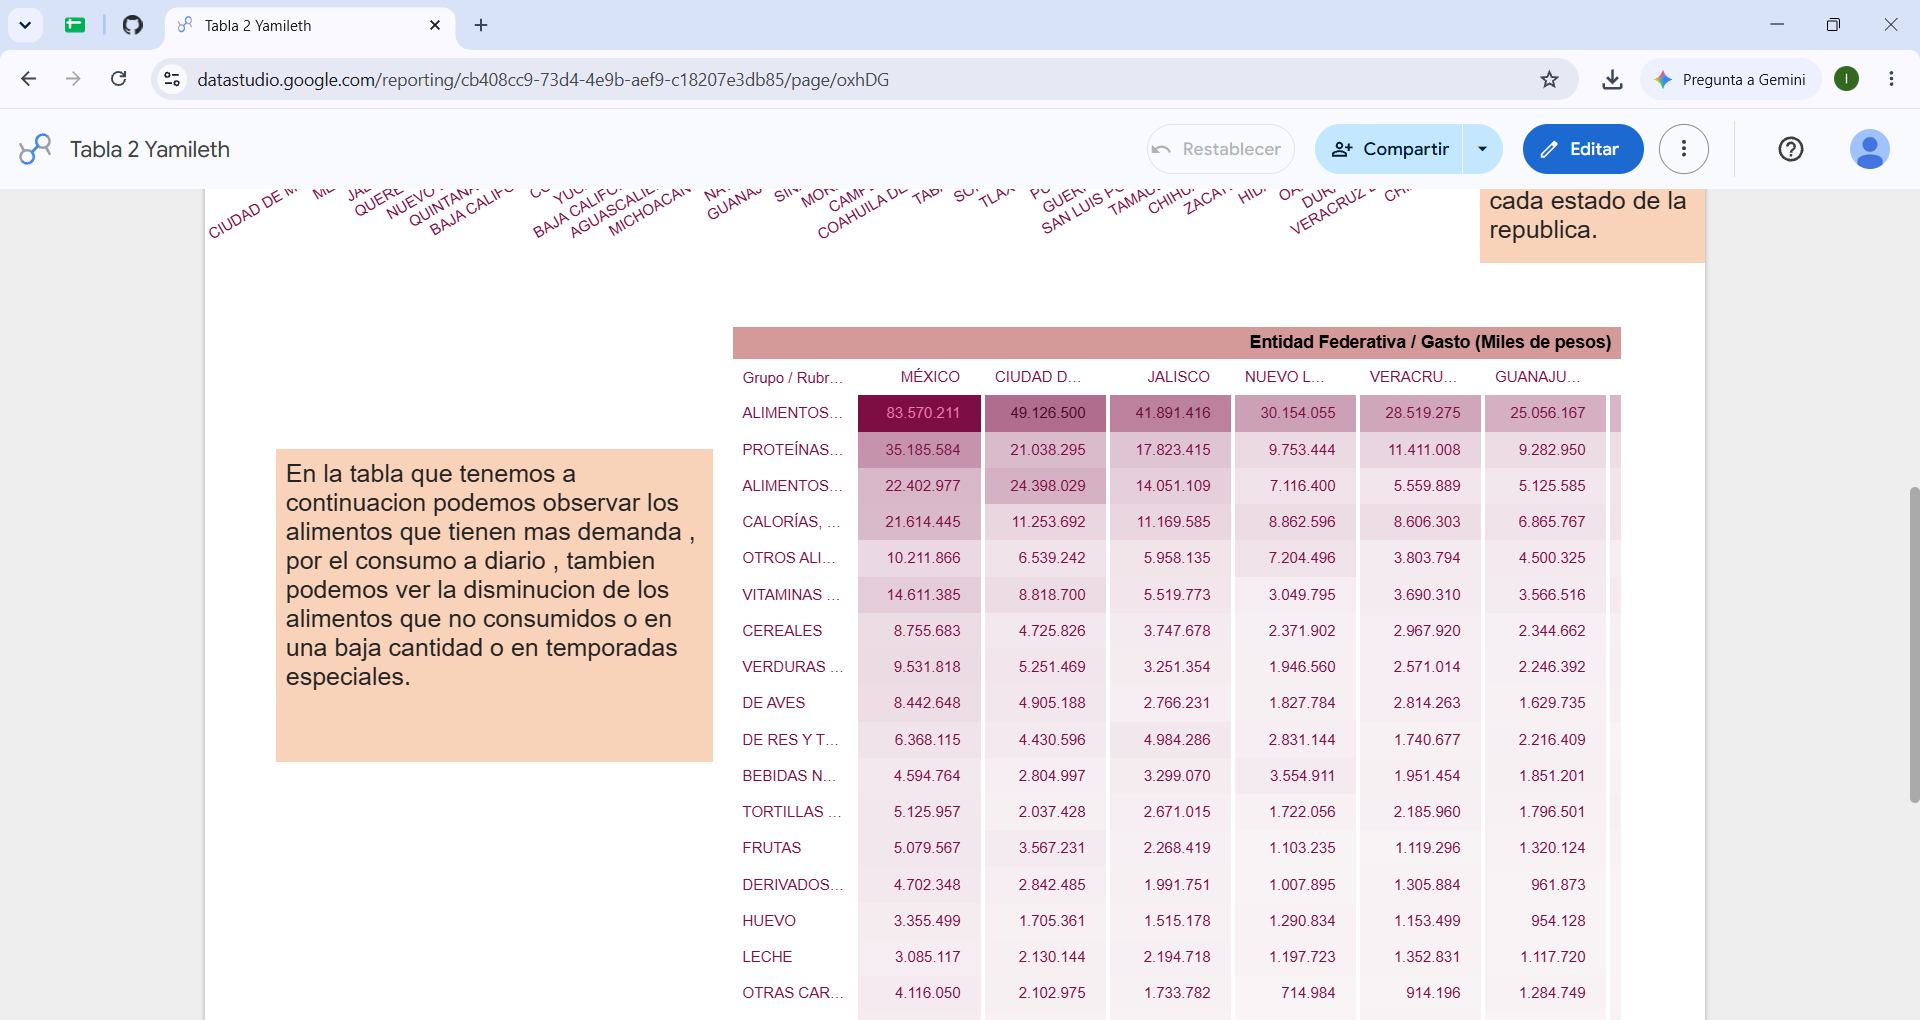 Tabla 2 Yamileth
datastudio.google.com/reporting/cb408cc9-73d4-4e9b-aef9-c18207e3db85/page/oxhDG
Pregunta a Gemini
I
Tabla 2 Yamileth
Restablecer
Compartir
Editar
CIUDAD DE M
QUERE
NUEVO
QUINTANA
BAJA CALIFO
YUC
BAJA CALIFO
AGUASCALIE
MICHOACAN
NA
GUANAJ
SIN
MOR
CAMP
COAHUILA DE
TAB
SO
TLAX
PU
GUER
SAN LUIS PO
TAMAU
CHIHU
ZACAT
HID
OA
DUR
VERACRUZ
CHI
cada estado de la
republica.
Entidad Federativa / Gasto (Miles de pesos)
Grupo / Rubr... MÉXICO CIUDAD D... JALISCO NUEVO L... VERACRU... GUANAJU...
ALIMENTOS... 83.570.211 49.126.500 41.891.416 30.154.055 28.519.275 25.056.167
PROTEÍNAS... 35.185.584 21.038.295 17.823.415 9.753.444 11.411.008 9.282.950
ALIMENTOS... 22.402.977 24.398.029 14.051.109 7.116.400 5.559.889 5.125.585
CALORÍAS, ... 21.614.445 11.253.692 11.169.585 8.862.596 8.606.303 6.865.767
OTROS ALI... 10.211.866 6.539.242 5.958.135 7.204.496 3.803.794 4.500.325
VITAMINAS ... 14.611.385 8.818.700 5.519.773 3.049.795 3.690.310 3.566.516
CEREALES 8.755.683 4.725.826 3.747.678 2.371.902 2.967.920 2.344.662
VERDURAS ... 9.531.818 5.251.469 3.251.354 1.946.560 2.571.014 2.246.392
DE AVES 8.442.648 4.905.188 2.766.231 1.827.784 2.814.263 1.629.735
DE RES Y T... 6.368.115 4.430.596 4.984.286 2.831.144 1.740.677 2.216.409
BEBIDAS N... 4.594.764 2.804.997 3.299.070 3.554.911 1.951.454 1.851.201
TORTILLAS ... 5.125.957 2.037.428 2.671.015 1.722.056 2.185.960 1.796.501
FRUTAS 5.079.567 3.567.231 2.268.419 1.103.235 1.119.296 1.320.124
DERIVADOS... 4.702.348 2.842.485 1.991.751 1.007.895 1.305.884 961.873
HUEVO 3.355.499 1.705.361 1.515.178 1.290.834 1.153.499 954.128
LECHE 3.085.117 2.130.144 2.194.718 1.197.723 1.352.831 1.117.720
OTRAS CAR... 4.116.050 2.102.975 1.733.782 714.984 914.196 1.284.749
En la tabla que tenemos a
continuacion podemos observar los
alimentos que tienen mas demanda ,
por el consumo a diario , tambien
podemos ver la disminucion de los
alimentos que no consumidos o en
una baja cantidad o en temporadas
especiales.